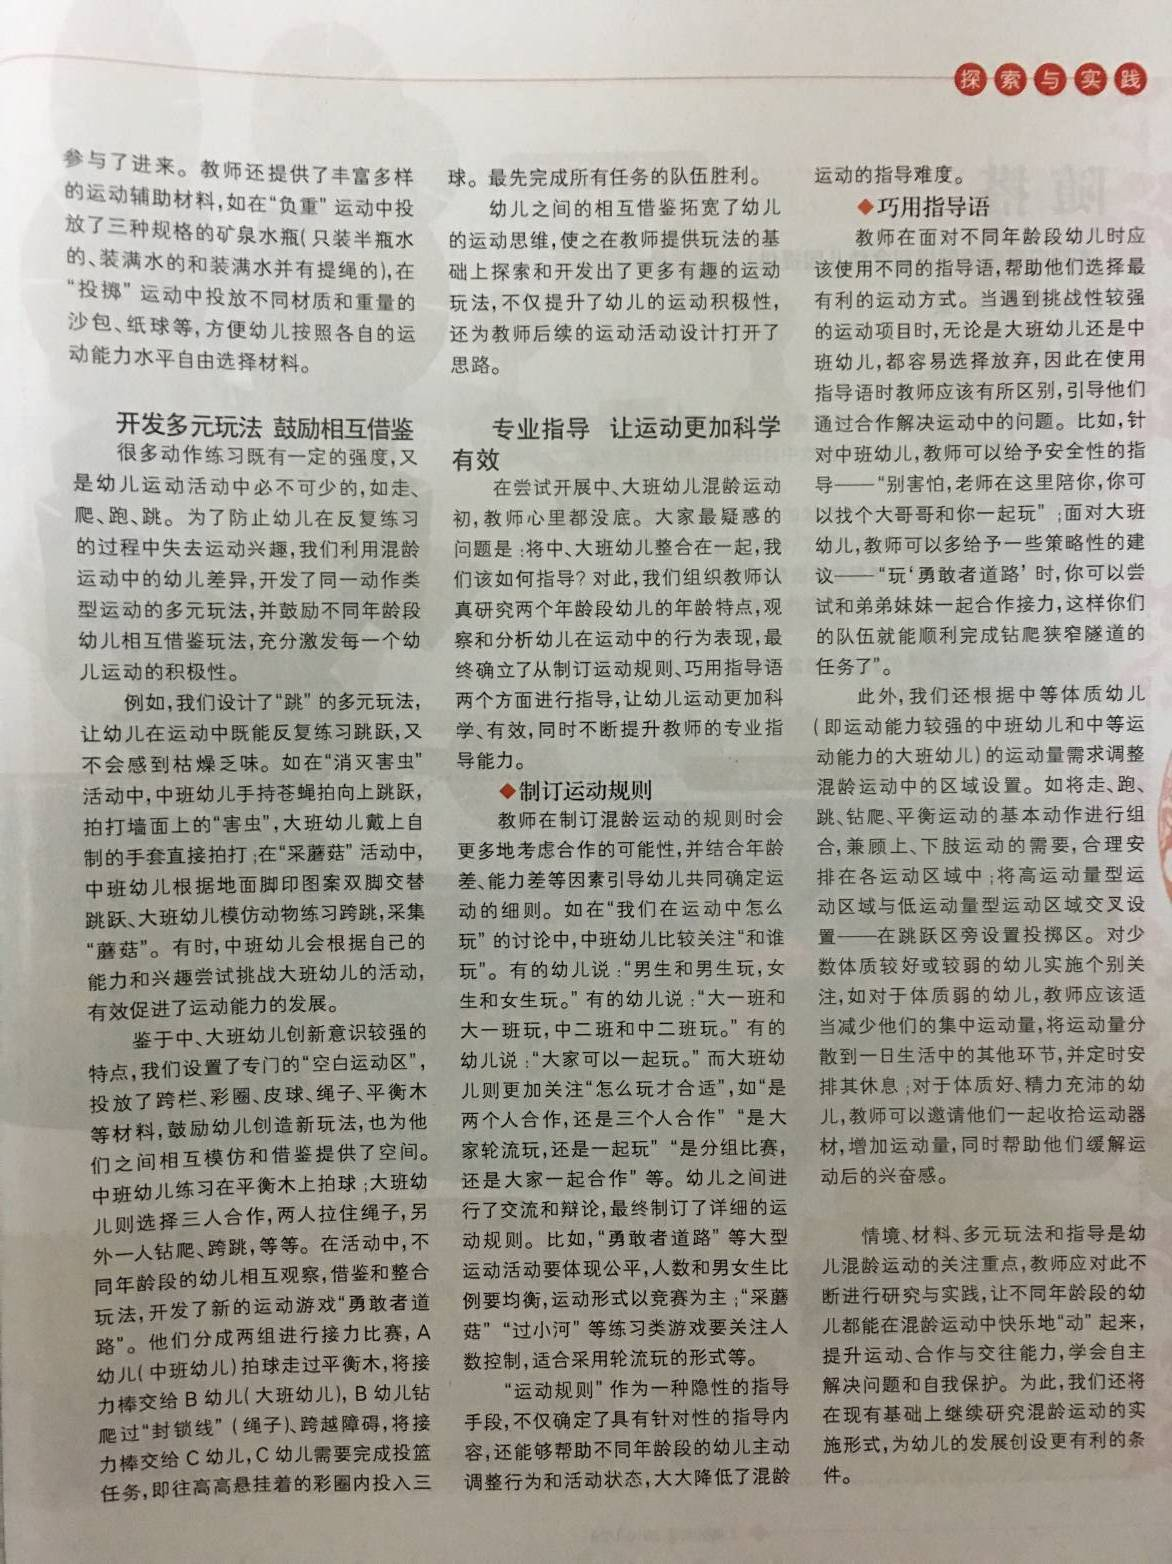 探索与实践
参与了进来。教师还提供了丰富多样
的运动辅助材料,如在“负重”运动中投
放了三种规格的矿泉水瓶(只装半瓶水
的、装满水的和装满水并有提绳的),在
“投掷”运动中投放不同材质和重量的
沙包、纸球等,方便幼儿按照各自的运
动能力水平自由选择材料。
开发多元玩法 鼓励相互借鉴
很多动作练习既有一定的强度,又
是幼儿运动活动中必不可少的,如走、
爬、跑、跳。为了防止幼儿在反复练习
的过程中失去运动兴趣,我们利用混龄
运动中的幼儿差异,开发了同一动作类
型运动的多元玩法,并鼓励不同年龄段
幼儿相互借鉴玩法,充分激发每一个幼
儿运动的积极性。
例如,我们设计了“跳”的多元玩法,
让幼儿在运动中既能反复练习跳跃,又
不会感到枯燥乏味。如在“消灭害虫”
活动中,中班幼儿手持苍蝇拍向上跳跃,
拍打墙面上的“害虫”,大班幼儿戴上自
制的手套直接拍打;在“采蘑菇”活动中,
中班幼儿根据地面脚印图案双脚交替
跳跃、大班幼儿模仿动物练习跨跳,采集
“蘑菇”。有时,中班幼儿会根据自己的
能力和兴趣尝试挑战大班幼儿的活动,
有效促进了运动能力的发展。
鉴于中、大班幼儿创新意识较强的
特点,我们设置了专门的“空白运动区”,
投放了跨栏、彩圈、皮球、绳子、平衡木
等材料,鼓励幼儿创造新玩法,也为他
们之间相互模仿和借鉴提供了空间。
中班幼儿练习在平衡木上拍球;大班幼
儿则选择三人合作,两人拉住绳子,另
外一人钻爬、跨跳,等等。在活动中,不
同年龄段的幼儿相互观察,借鉴和整合
玩法,开发了新的运动游戏“勇敢者道
路”。他们分成两组进行接力比赛,A
幼儿(中班幼儿)拍球走过平衡木,将接
力棒交给B幼儿(大班幼儿),B幼儿钻
爬过“封锁线”(绳子)、跨越障碍,将接
力棒交给C幼儿,C幼儿需要完成投篮
任务,即往高高悬挂着的彩圈内投入三
球。最先完成所有任务的队伍胜利。
幼儿之间的相互借鉴拓宽了幼儿
的运动思维,使之在教师提供玩法的基
础上探索和开发出了更多有趣的运动
玩法,不仅提升了幼儿的运动积极性,
还为教师后续的运动活动设计打开了
思路。
专业指导 让运动更加科学
有效
在尝试开展中、大班幼儿混龄运动
初,教师心里都没底。大家最疑惑的
问题是:将中、大班幼儿整合在一起,我
们该如何指导?对此,我们组织教师认
真研究两个年龄段幼儿的年龄特点,观
察和分析幼儿在运动中的行为表现,最
终确立了从制订运动规则、巧用指导语
两个方面进行指导,让幼儿运动更加科
学、有效,同时不断提升教师的专业指
导能力。
◆制订运动规则
教师在制订混龄运动的规则时会
更多地考虑合作的可能性,并结合年龄
差、能力差等因素引导幼儿共同确定运
动的细则。如在“我们在运动中怎么
玩”的讨论中,中班幼儿比较关注“和谁
玩”。有的幼儿说:“男生和男生玩,女
生和女生玩。”有的幼儿说:“大一班和
大一班玩,中二班和中二班玩。”有的
幼儿说:“大家可以一起玩。”而大班幼
儿则更加关注“怎么玩才合适”,如“是
两个人合作,还是三个人合作”“是大
家轮流玩,还是一起玩”“是分组比赛,
还是大家一起合作”等。幼儿之间进
行了交流和辩论,最终制订了详细的运
动规则。比如,“勇敢者道路”等大型
运动活动要体现公平,人数和男女生比
例要均衡,运动形式以竞赛为主;“采蘑
菇”“过小河”等练习类游戏要关注人
数控制,适合采用轮流玩的形式等。
“运动规则”作为一种隐性的指导
手段,不仅确定了具有针对性的指导内
容,还能够帮助不同年龄段的幼儿主动
调整行为和活动状态,大大降低了混龄
运动的指导难度。
◆巧用指导语
教师在面对不同年龄段幼儿时应
该使用不同的指导语,帮助他们选择最
有利的运动方式。当遇到挑战性较强
的运动项目时,无论是大班幼儿还是中
班幼儿,都容易选择放弃,因此在使用
指导语时教师应该有所区别,引导他们
通过合作解决运动中的问题。比如,针
对中班幼儿,教师可以给予安全性的指
导——“别害怕,老师在这里陪你,你可
以找个大哥哥和你一起玩”;面对大班
幼儿,教师可以多给予一些策略性的建
议——“玩‘勇敢者道路’时,你可以尝
试和弟弟妹妹一起合作接力,这样你们
的队伍就能顺利完成钻爬狭窄隧道的
任务了”。
此外,我们还根据中等体质幼儿
(即运动能力较强的中班幼儿和中等运
动能力的大班幼儿)的运动量需求调整
混龄运动中的区域设置。如将走、跑、
跳、钻爬、平衡运动的基本动作进行组
合,兼顾上、下肢运动的需要,合理安
排在各运动区域中;将高运动量型运
动区域与低运动量型运动区域交叉设
置——在跳跃区旁设置投掷区。对少
数体质较好或较弱的幼儿实施个别关
注,如对于体质弱的幼儿,教师应该适
当减少他们的集中运动量,将运动量分
散到一日生活中的其他环节,并定时安
排其休息;对于体质好、精力充沛的幼
儿,教师可以邀请他们一起收拾运动器
材,增加运动量,同时帮助他们缓解运
动后的兴奋感。
情境、材料、多元玩法和指导是幼
儿混龄运动的关注重点,教师应对此不
断进行研究与实践,让不同年龄段的幼
儿都能在混龄运动中快乐地“动”起来,
提升运动、合作与交往能力,学会自主
解决问题和自我保护。为此,我们还将
在现有基础上继续研究混龄运动的实
施形式,为幼儿的发展创设更有利的条
件。